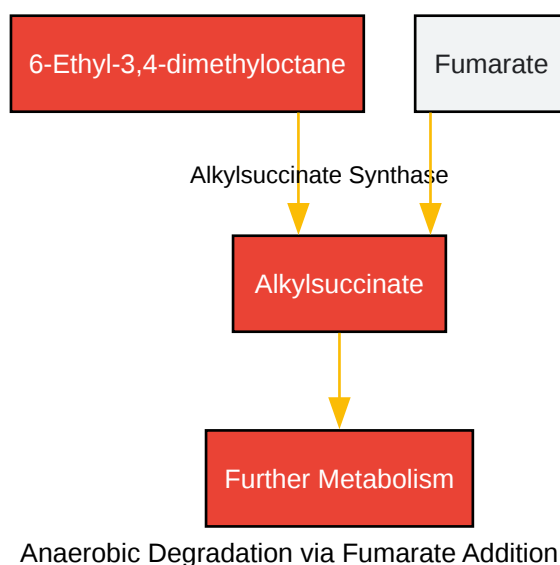 6-Ethyl-3,4-dimethyloctane
Fumarate
Alkylsuccinate Synthase
Alkylsuccinate
Further Metabolism
Anaerobic Degradation via Fumarate Addition